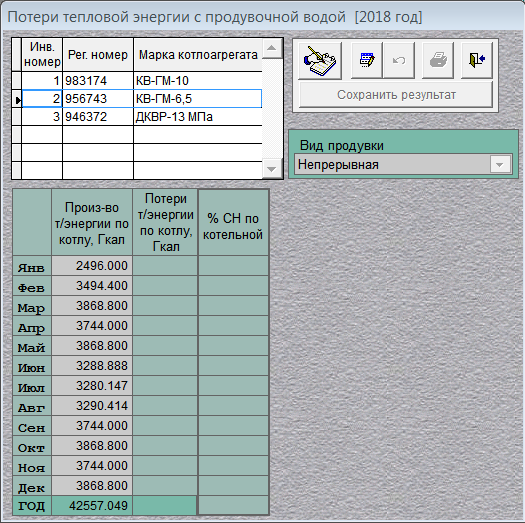 Потери тепловой энергии с продувочной водой [2018 год]
Инв. номер Рег. номер Марка котлоагрегата
1 983174 КВ-ГМ-10
2 956743 КВ-ГМ-6,5
3 946372 ДКВР-13 МПа
Сохранить результат
Вид продувки
Непрерывная
Произ-во т/энергии по котлу, Гкал Потери т/энергии по котлу, Гкал % СН по котельной
Янв 2496.000
Фев 3494.400
Мар 3868.800
Апр 3744.000
Май 3868.800
Июн 3288.888
Июл 3280.147
Авг 3290.414
Сен 3744.000
Окт 3868.800
Ноя 3744.000
Дек 3868.800
ГОД 42557.049